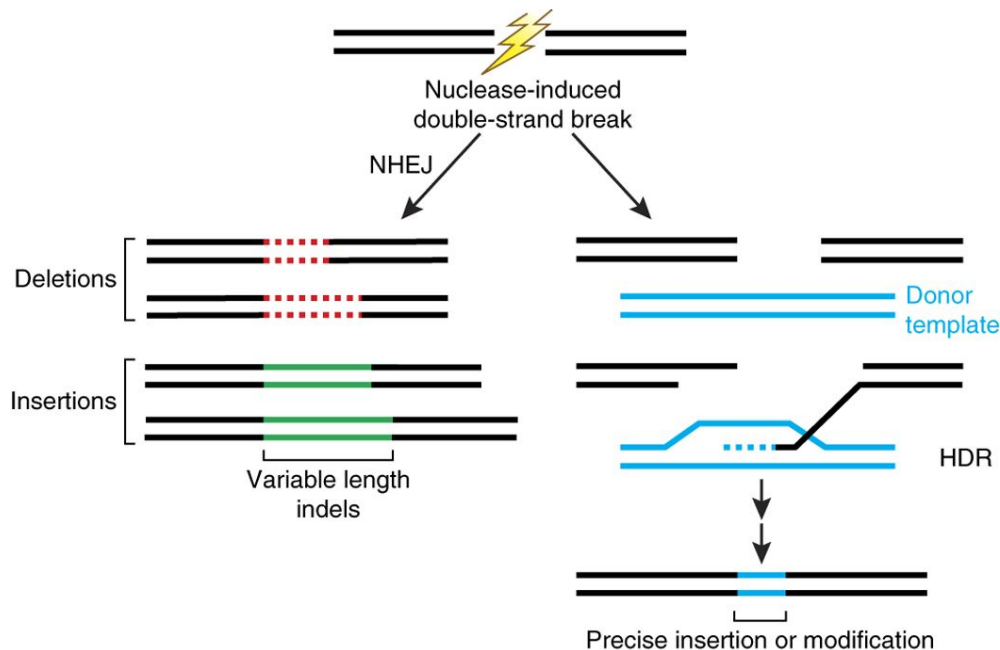 Nuclease-induced
double-strand break
NHEJ
Deletions
Donor
template
Insertions
HDR
Variable length
indels
Precise insertion or modification